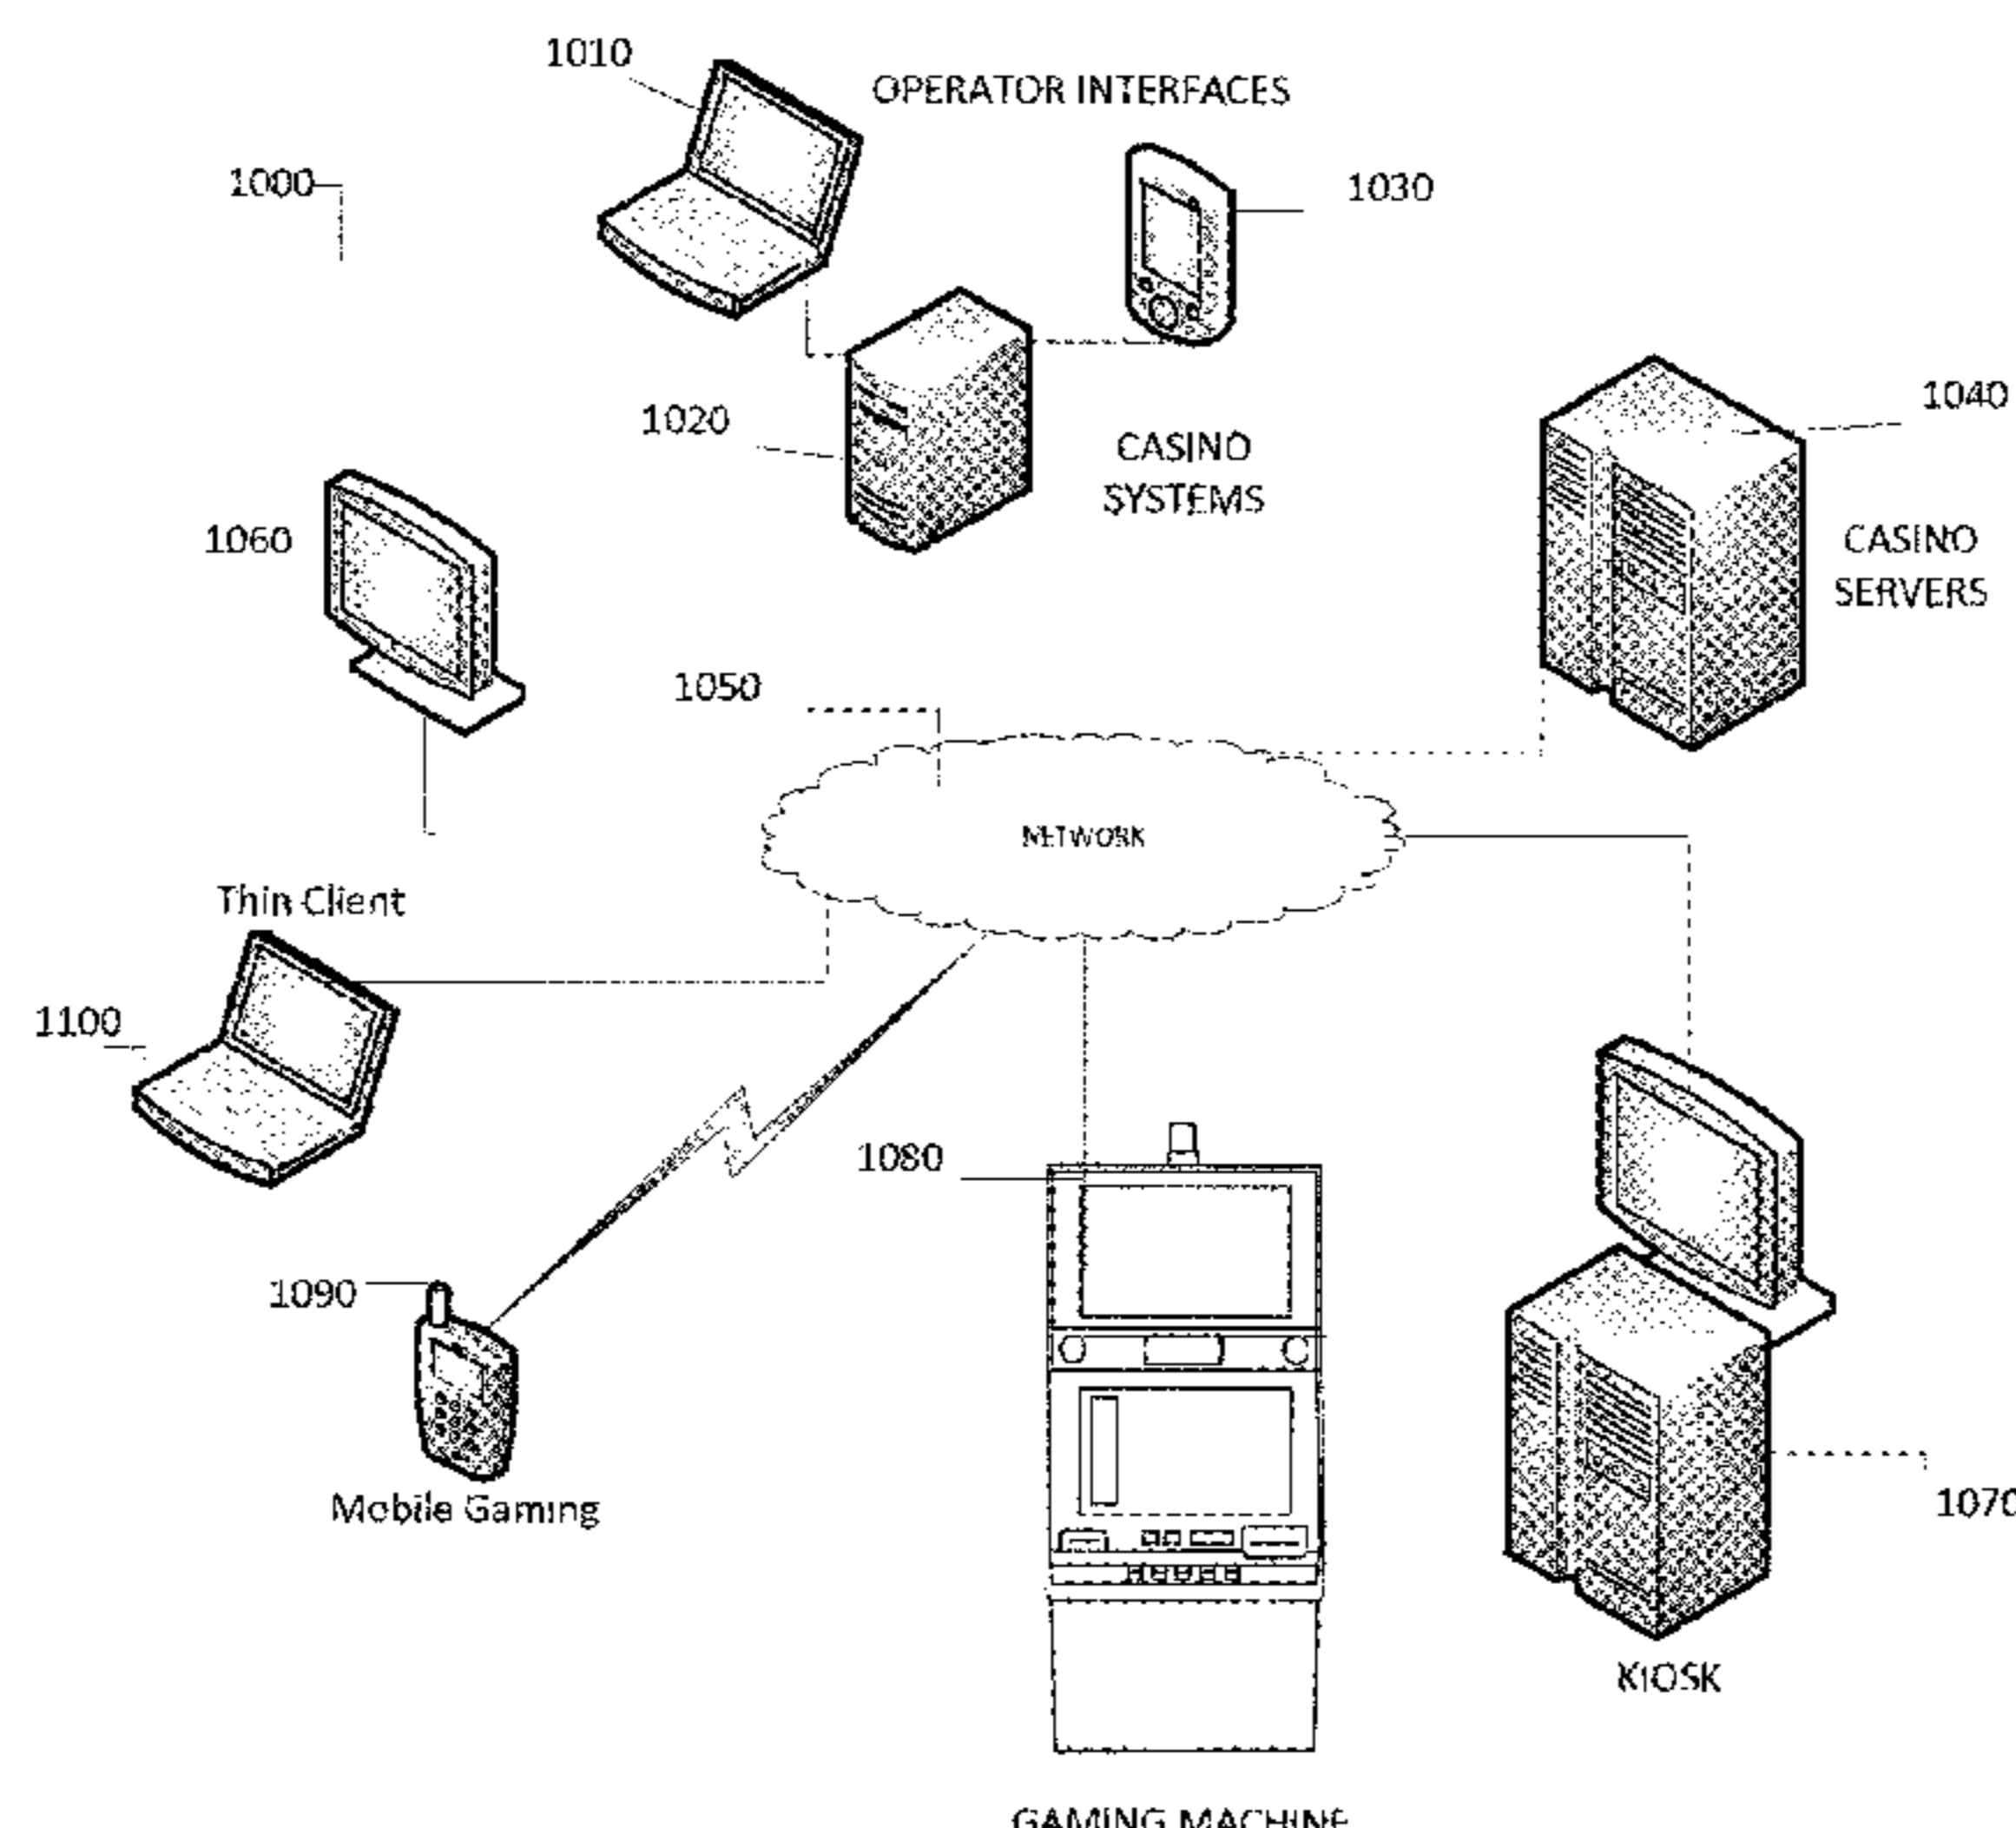 1010
OPERATOR INTERFACES
1000
1030
1040
1020
CASINO
SYSTEMS
1060
CASINO
SERVERS
1050
NETWORK
Thin Client
1100
1080
1090
Mobile Gaming
1070
KIOSK
GAMING MACHINE